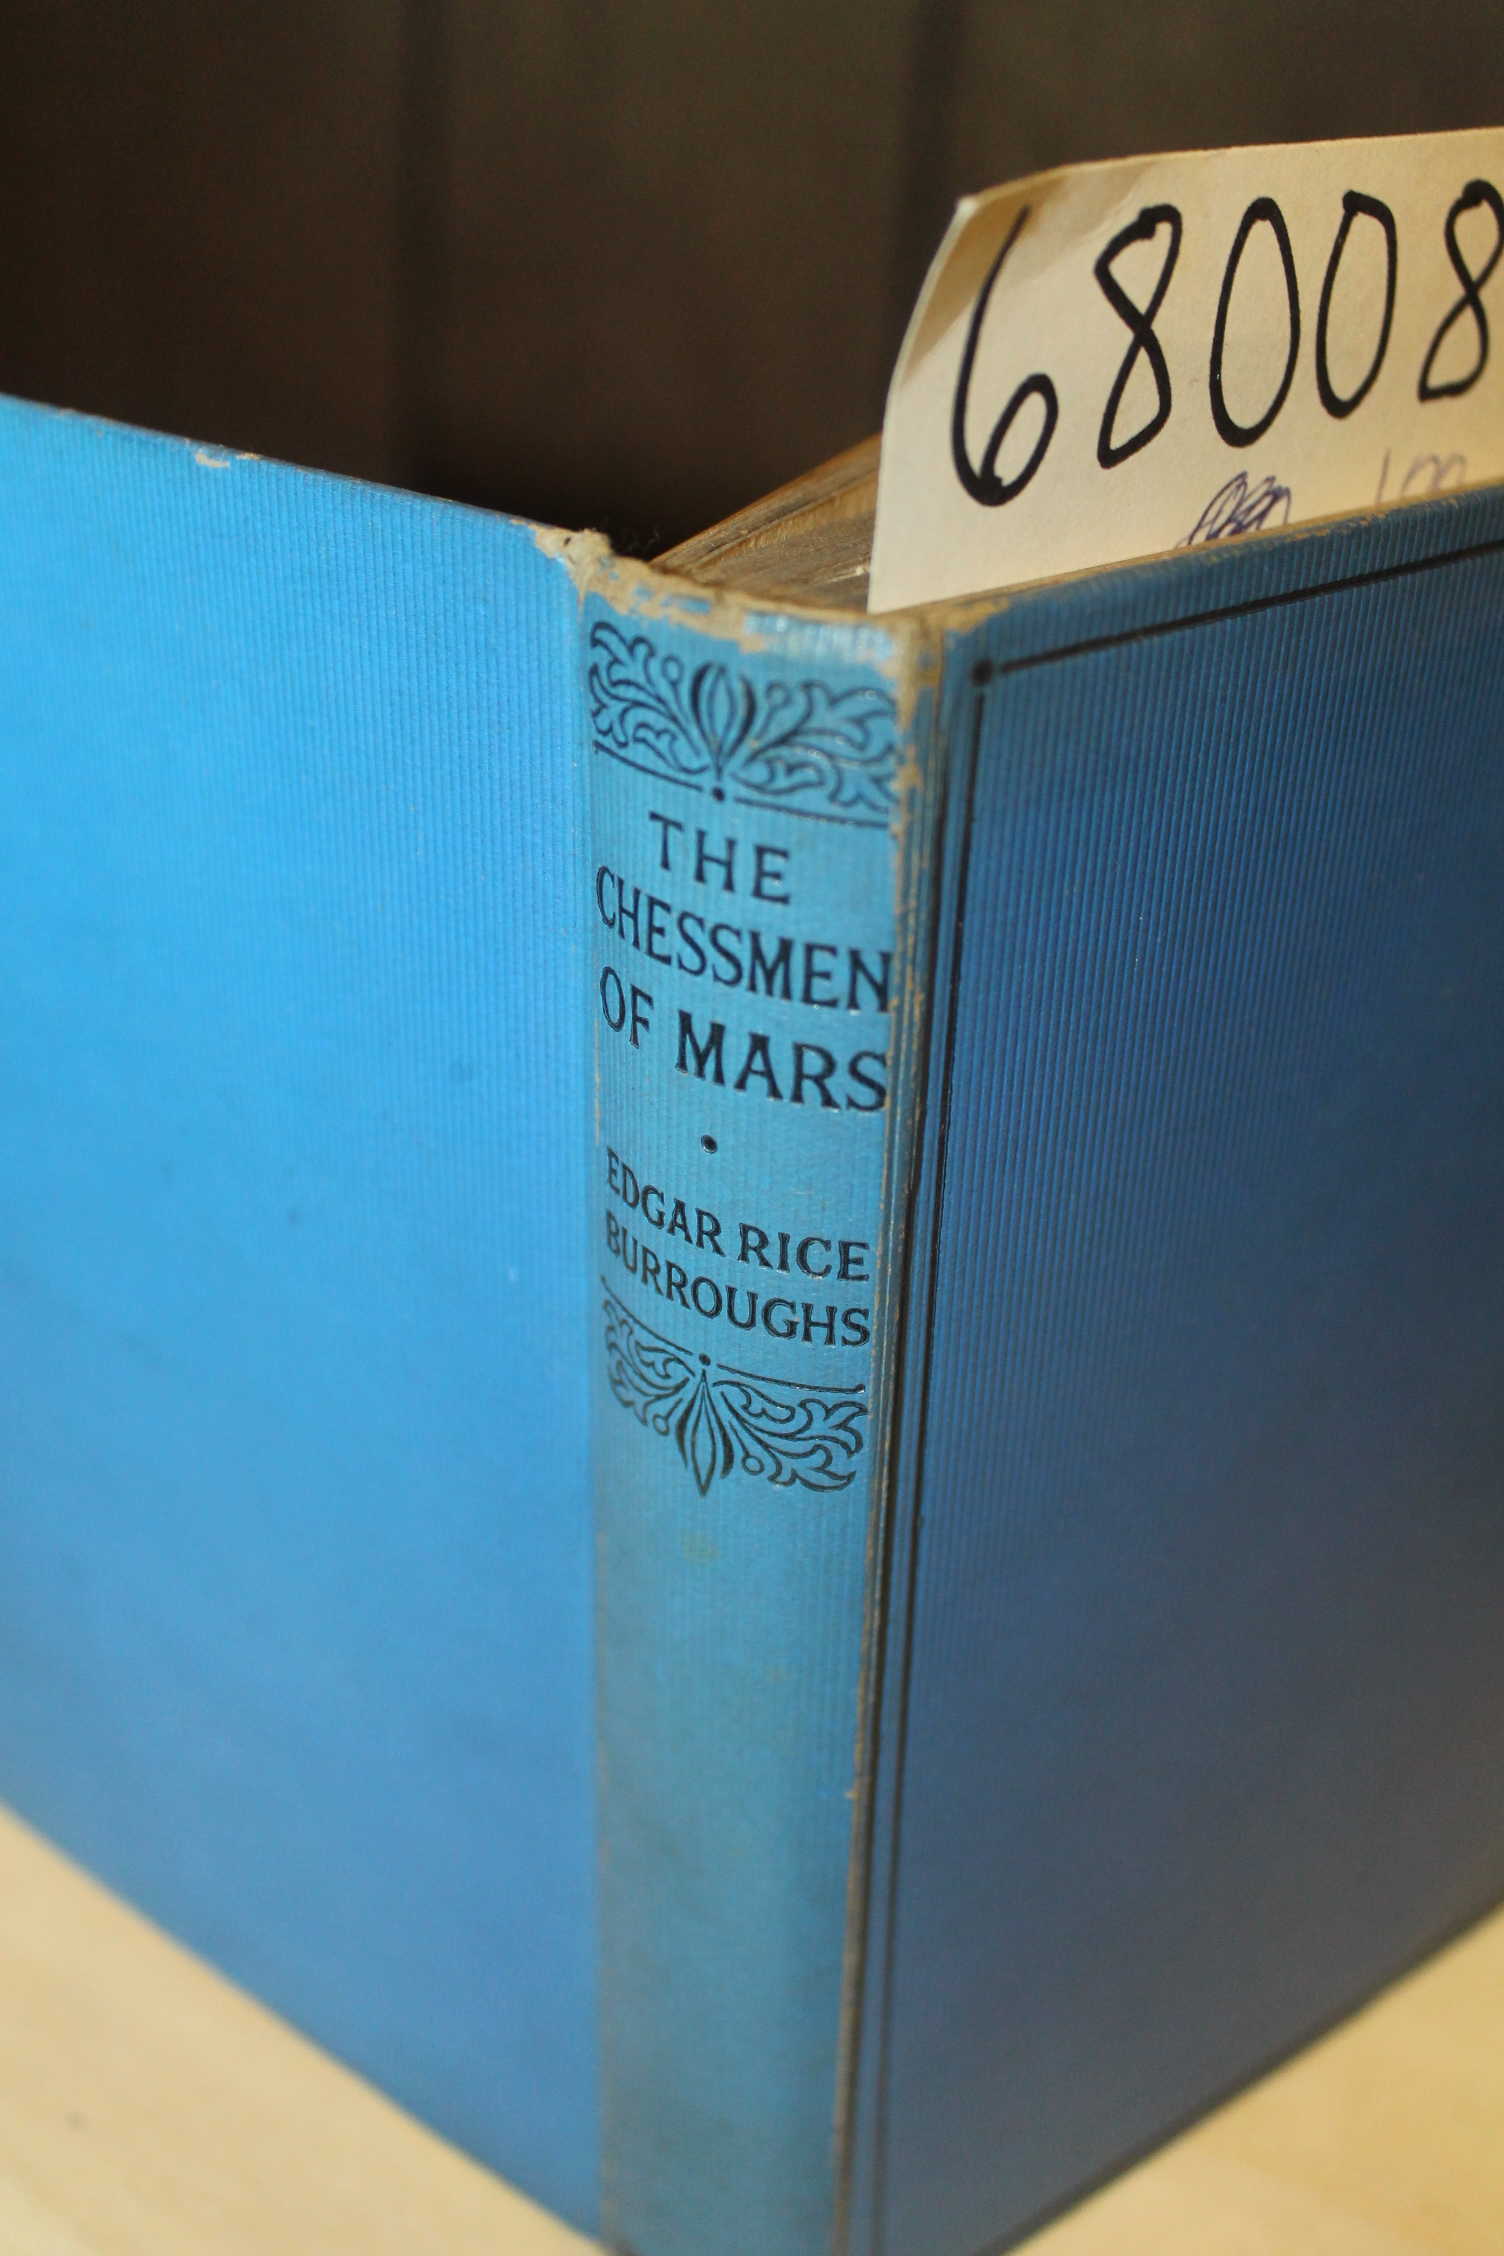 68008
THE
CHESSMEN
OF MARS
EDGAR RICE
BURROUGHS